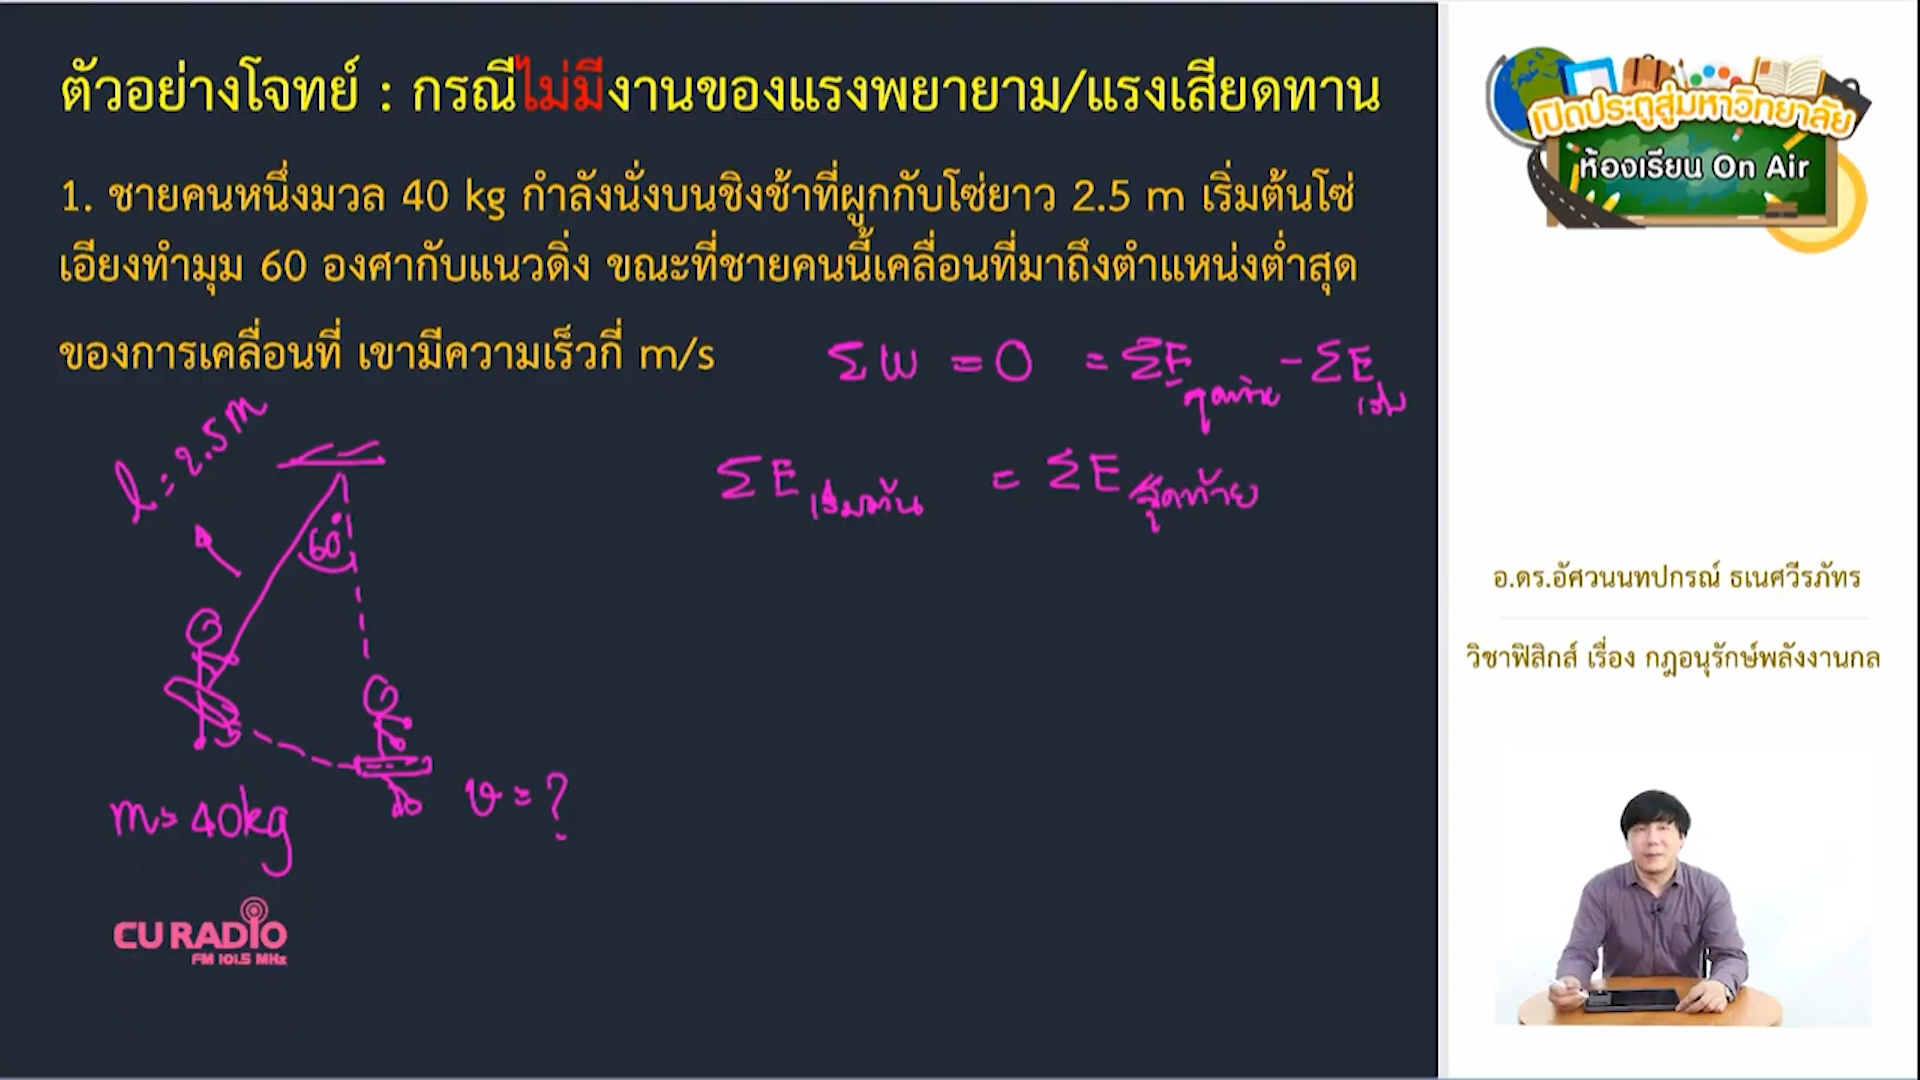 ตัวอย่างโจทย์ : กรณีไม่มีงานของแรงพยายาม/แรงเสียดทาน
1. ชายคนหนึ่งมวล 40 kg กำลังนั่งบนชิงช้าที่ผูกกับโซ่ยาว 2.5 m เริ่มต้นโซ่
เอียงทำมุม 60 องศากับแนวดิ่ง ขณะที่ชายคนนี้เคลื่อนที่มาถึงตำแหน่งต่ำสุด
ของการเคลื่อนที่ เขามีความเร็วกี่ m/s
ΣW = 0 = ΣE สุดท้าย - ΣE เริ่ม
ΣE เริ่มต้น = ΣE สุดท้าย
l = 2.5 m
60°
m = 40 kg
v = ?
CU RADIO
FM 101.5 MHz
เปิดประตูสู่มหาวิทยาลัย
ห้องเรียน On Air
อ.ดร.อัศวนนทปกรณ์ ธเนศวีรภัทร
วิชาฟิสิกส์ เรื่อง กฎอนุรักษ์พลังงานกล